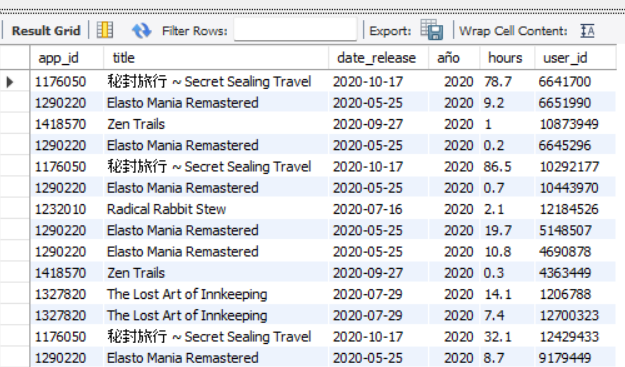 Result Grid Filter Rows: Export: Wrap Cell Content:
app_id title date_release año hours user_id
1176050 秘封旅行 ~ Secret Sealing Travel 2020-10-17 2020 78.7 6641700
1290220 Elasto Mania Remastered 2020-05-25 2020 9.2 6651990
1418570 Zen Trails 2020-09-27 2020 1 10873949
1290220 Elasto Mania Remastered 2020-05-25 2020 0.2 6645296
1176050 秘封旅行 ~ Secret Sealing Travel 2020-10-17 2020 86.5 10292177
1290220 Elasto Mania Remastered 2020-05-25 2020 0.7 10443970
1232010 Radical Rabbit Stew 2020-07-16 2020 2.1 12184526
1290220 Elasto Mania Remastered 2020-05-25 2020 19.7 5148507
1290220 Elasto Mania Remastered 2020-05-25 2020 10.8 4690878
1418570 Zen Trails 2020-09-27 2020 0.3 4363449
1327820 The Lost Art of Innkeeping 2020-07-29 2020 14.1 1206788
1327820 The Lost Art of Innkeeping 2020-07-29 2020 7.4 12700323
1176050 秘封旅行 ~ Secret Sealing Travel 2020-10-17 2020 32.1 12429433
1290220 Elasto Mania Remastered 2020-05-25 2020 8.7 9179449